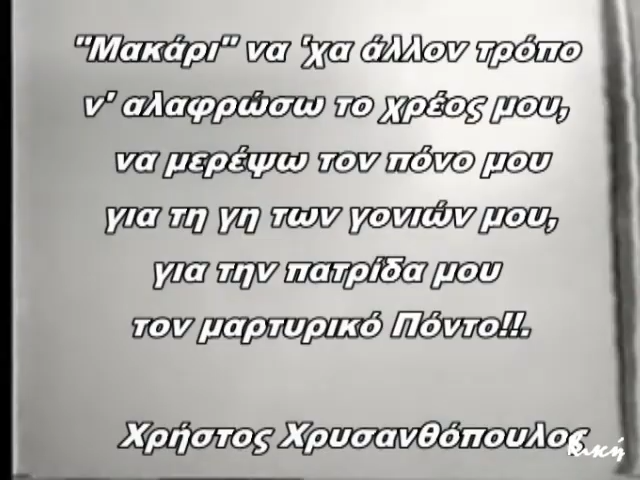 "Μακάρι" να 'χα άλλον τρόπο
ν' αλαφρώσω το χρέος μου,
να μερέψω τον πόνο μου
για τη γη των γονιών μου,
για την πατρίδα μου
τον μαρτυρικό Πόντο!!.
Χρήστος Χρυσανθόπουλος
κική